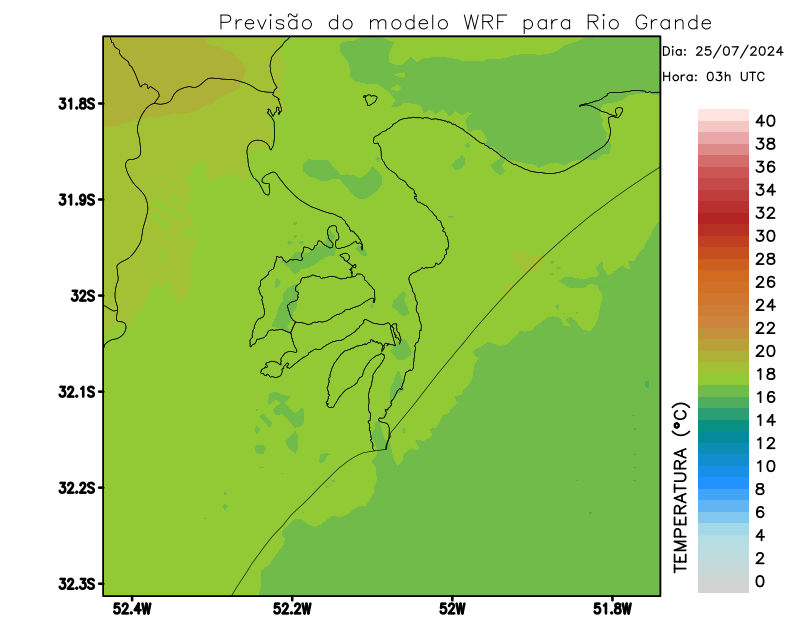 Previsão do modelo WRF para Rio Grande
Dia: 25/07/2024
Hora: 03h UTC
31.8S
31.9S
32S
32.1S
32.2S
32.3S
52.4W
52.2W
52W
51.8W
TEMPERATURA (°C)
40
38
36
34
32
30
28
26
24
22
20
18
16
14
12
10
8
6
4
2
0